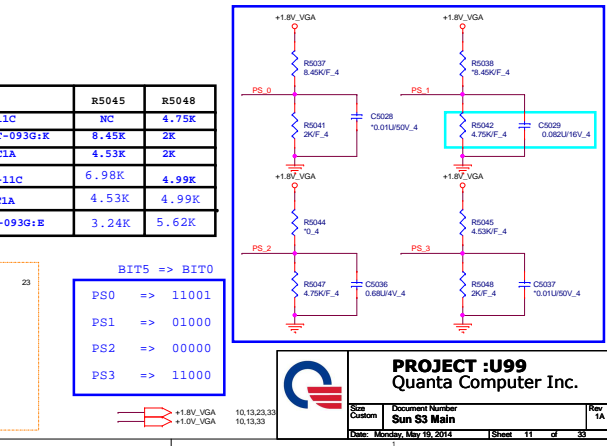 R5045 R5048
11C NC 4.75K
T-093G:K 8.45K 2K
C1A 4.53K 2K
-11C 6.98K 4.99K
C1A 4.53K 4.99K
-093G:E 3.24K 5.62K
23
BIT5 => BIT0
PS0 => 11001
PS1 => 01000
PS2 => 00000
PS3 => 11000
+1.8V_VGA 10,13,23,33
+1.0V_VGA 10,13,33
+1.8V_VGA
R5037
8.45K/F_4
PS_0
R5041
2K/F_4
C5028
*0.01U/50V_4
+1.8V_VGA
R5038
*8.45K/F_4
PS_1
R5042
4.75K/F_4
C5029
0.082U/16V_4
+1.8V_VGA
R5044
*0_4
PS_2
R5047
4.75K/F_4
C5036
0.68U/4V_4
+1.8V_VGA
R5045
4.53K/F_4
PS_3
R5048
2K/F_4
C5037
*0.01U/50V_4
PROJECT :U99
Quanta Computer Inc.
Size Document Number Rev
Custom Sun S3 Main 1A
Date: Monday, May 19, 2014 Sheet 11 of 33
1